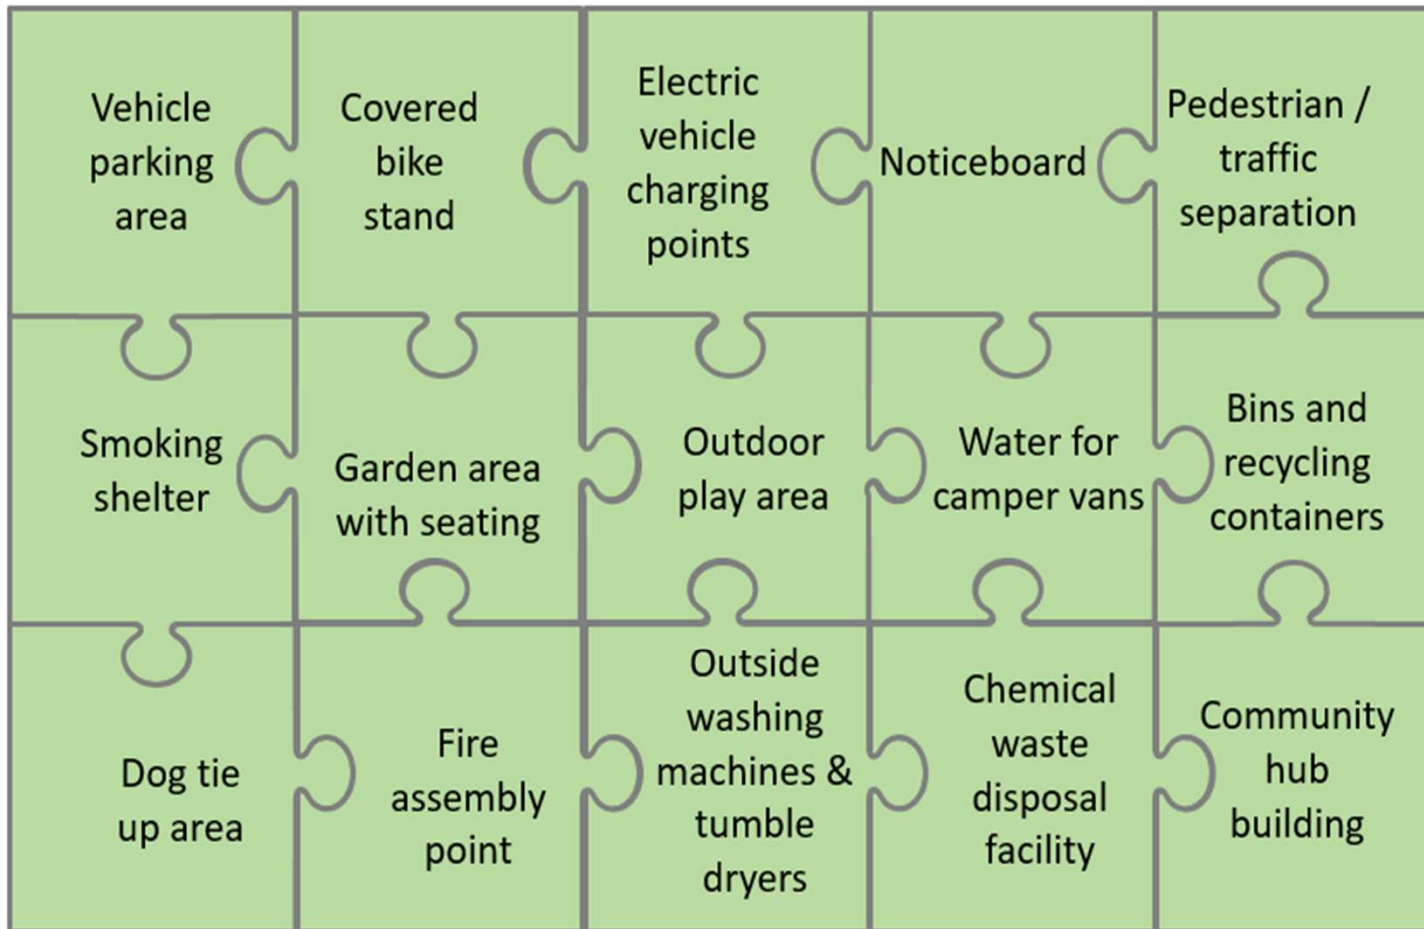 Vehicle
parking
area
Covered
bike
stand
Electric
vehicle
charging
points
Noticeboard
Pedestrian /
traffic
separation
Smoking
shelter
Garden area
with seating
Outdoor
play area
Water for
camper vans
Bins and
recycling
containers
Dog tie
up area
Fire
assembly
point
Outside
washing
machines &
tumble
dryers
Chemical
waste
disposal
facility
Community
hub
building